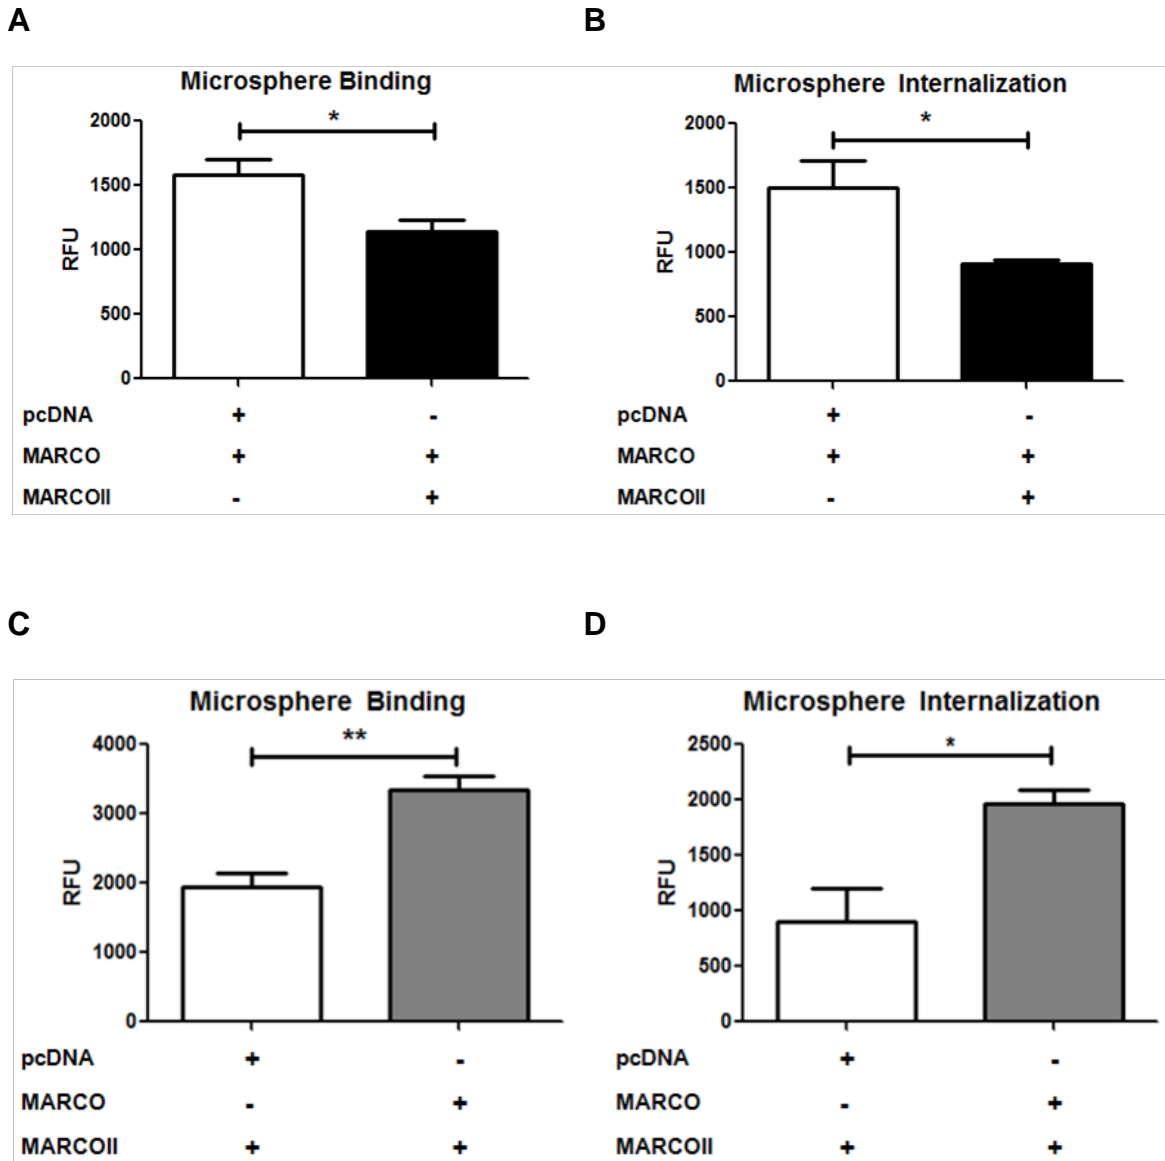 A
B
Microsphere Binding
*
2000
1500
1000
500
0
RFU
pcDNA + -
MARCO + +
MARCOII - +
Microsphere Internalization
*
2000
1500
1000
500
0
RFU
pcDNA + -
MARCO + +
MARCOII - +
C
D
Microsphere Binding
**
4000
3000
2000
1000
0
RFU
pcDNA + -
MARCO - +
MARCOII + +
Microsphere Internalization
*
2500
2000
1500
1000
500
0
RFU
pcDNA + -
MARCO - +
MARCOII + +